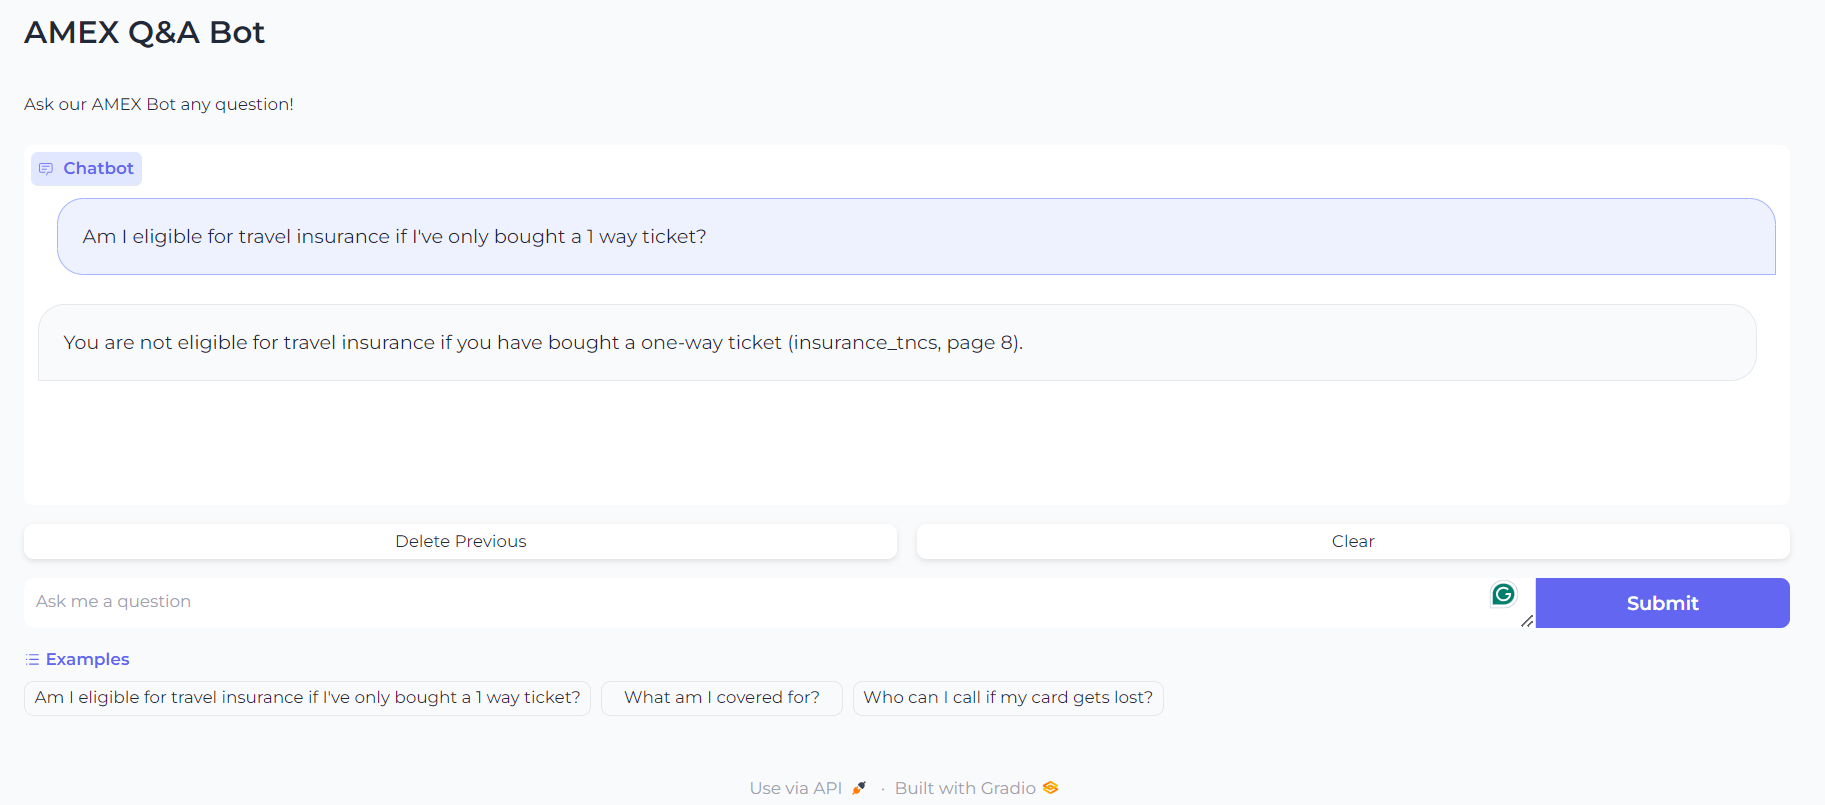 AMEX Q&A Bot
Ask our AMEX Bot any question!
Chatbot
Am I eligible for travel insurance if I've only bought a 1 way ticket?
You are not eligible for travel insurance if you have bought a one-way ticket (insurance_tncs, page 8).
Delete Previous
Clear
Ask me a question
Submit
Examples
Am I eligible for travel insurance if I've only bought a 1 way ticket?
What am I covered for?
Who can I call if my card gets lost?
Use via API · Built with Gradio